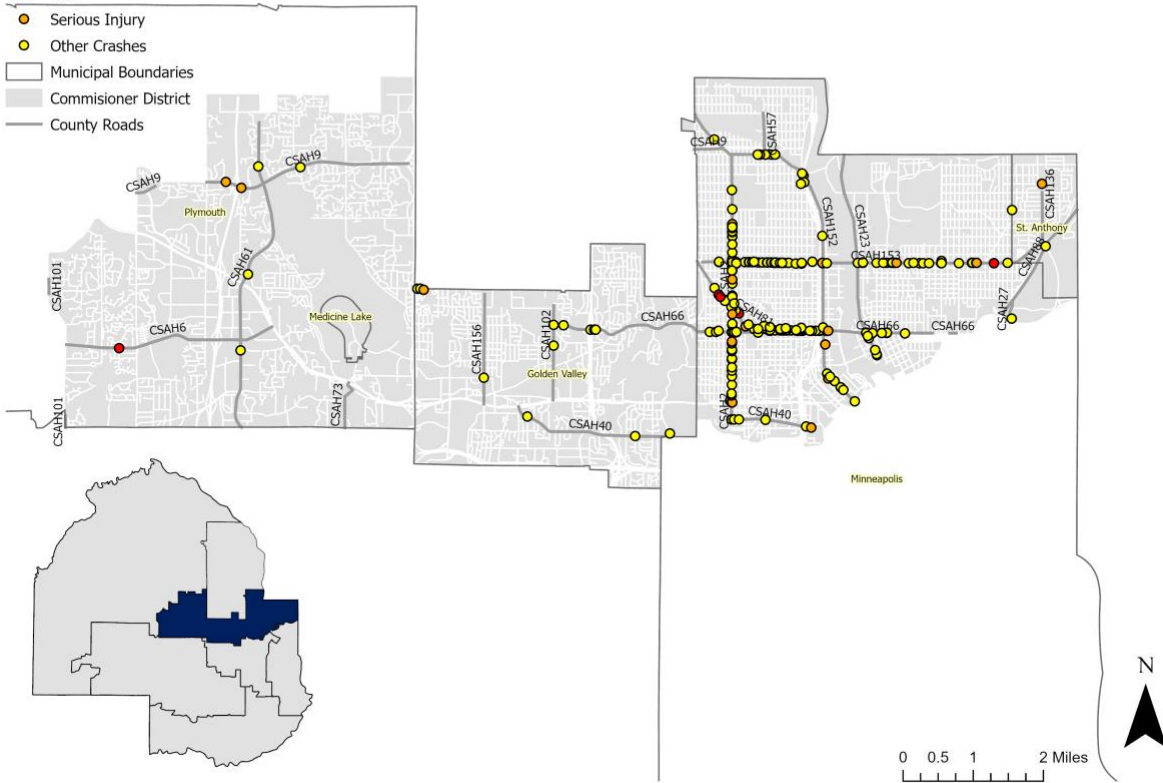 Serious Injury
Other Crashes
Municipal Boundaries
Commisioner District
County Roads
CSAH9
CSAH9
Plymouth
CSAH61
CSAH101
CSAH6
Medicine Lake
CSAH73
CSAH101
CSAH156
CSAH102
CSAH66
Golden Valley
CSAH40
CSAH9
CSAH57
CSAH152
CSAH23
CSAH153
CSAH136
St. Anthony
CSAH88
CSAH27
CSAH81
CSAH66
CSAH66
CSAH2
CSAH40
Minneapolis
N
0 0.5 1 2 Miles